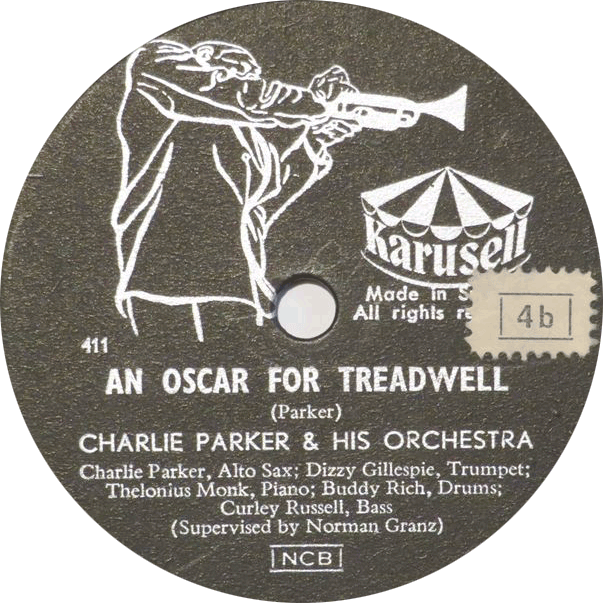 Karusell
Made in
All rights
4b
411
AN OSCAR FOR TREADWELL
(Parker)
CHARLIE PARKER & HIS ORCHESTRA
Charlie Parker, Alto Sax; Dizzy Gillespie, Trumpet;
Thelonius Monk, Piano; Buddy Rich, Drums;
Curley Russell, Bass
(Supervised by Norman Granz)
NCB